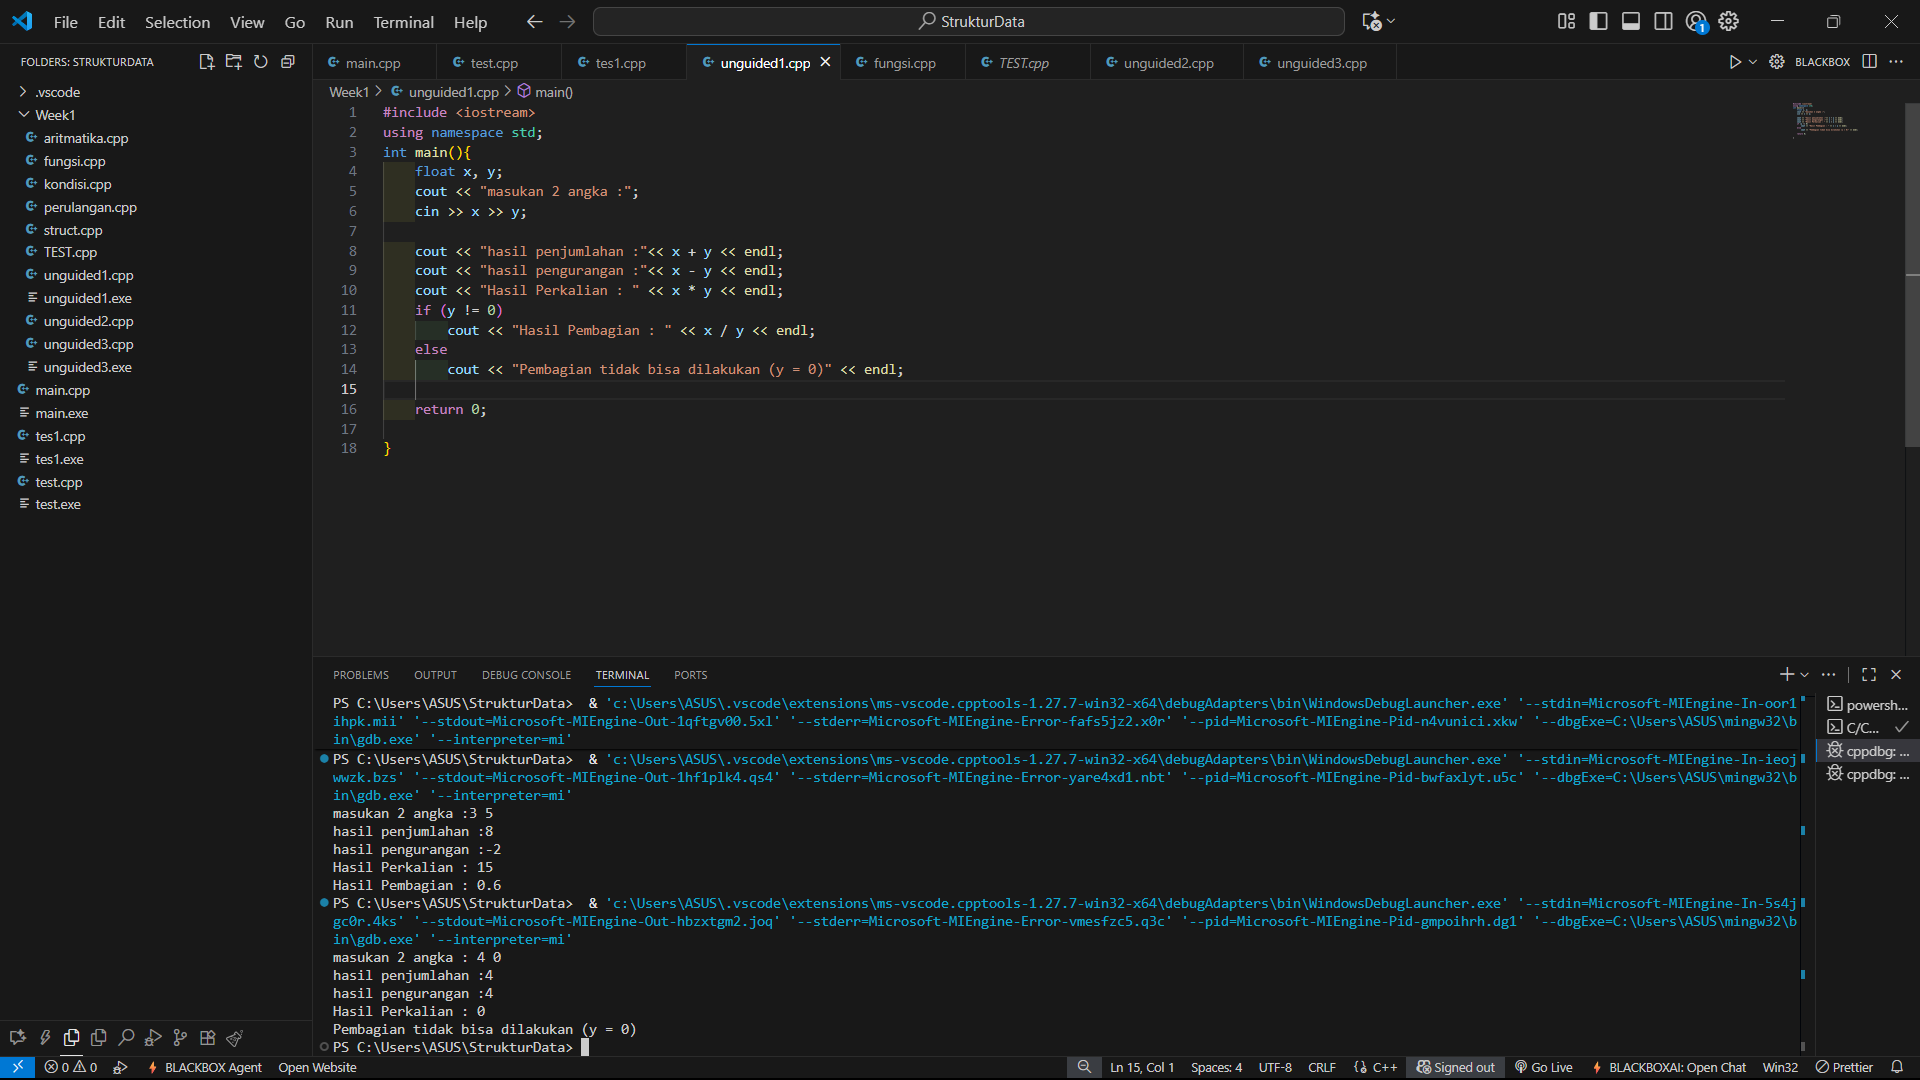 File Edit Selection View Go Run Terminal Help
StrukturData
FOLDERS: STRUKTURDATA
.vscode
Week1
aritmatika.cpp
fungsi.cpp
kondisi.cpp
perulangan.cpp
struct.cpp
TEST.cpp
unguided1.cpp
unguided1.exe
unguided2.cpp
unguided3.cpp
unguided3.exe
main.cpp
main.exe
tes1.cpp
tes1.exe
test.cpp
test.exe
main.cpp test.cpp tes1.cpp unguided1.cpp fungsi.cpp TEST.cpp unguided2.cpp unguided3.cpp BLACKBOX
Week1 > unguided1.cpp > main()
1 #include <iostream>
2 using namespace std;
3 int main(){
4 float x, y;
5 cout << "masukan 2 angka :";
6 cin >> x >> y;
7
8 cout << "hasil penjumlahan :"<< x + y << endl;
9 cout << "hasil pengurangan :"<< x - y << endl;
10 cout << "Hasil Perkalian : " << x * y << endl;
11 if (y != 0)
12 cout << "Hasil Pembagian : " << x / y << endl;
13 else
14 cout << "Pembagian tidak bisa dilakukan (y = 0)" << endl;
15
16 return 0;
17
18 }
PROBLEMS OUTPUT DEBUG CONSOLE TERMINAL PORTS
PS C:\Users\ASUS\StrukturData> & 'c:\Users\ASUS\.vscode\extensions\ms-vscode.cpptools-1.27.7-win32-x64\debugAdapters\bin\WindowsDebugLauncher.exe' '--stdin=Microsoft-MIEngine-In-oor1
ihpk.mii' '--stdout=Microsoft-MIEngine-Out-1qftgv00.5xl' '--stderr=Microsoft-MIEngine-Error-fafs5jz2.x0r' '--pid=Microsoft-MIEngine-Pid-n4vunici.xkw' '--dbgExe=C:\Users\ASUS\mingw32\b
in\gdb.exe' '--interpreter=mi'
PS C:\Users\ASUS\StrukturData> & 'c:\Users\ASUS\.vscode\extensions\ms-vscode.cpptools-1.27.7-win32-x64\debugAdapters\bin\WindowsDebugLauncher.exe' '--stdin=Microsoft-MIEngine-In-ieoj
wwzk.bzs' '--stdout=Microsoft-MIEngine-Out-1hf1plk4.qs4' '--stderr=Microsoft-MIEngine-Error-yare4xd1.nbt' '--pid=Microsoft-MIEngine-Pid-bwfaxlyt.u5c' '--dbgExe=C:\Users\ASUS\mingw32\b
in\gdb.exe' '--interpreter=mi'
masukan 2 angka :3 5
hasil penjumlahan :8
hasil pengurangan :-2
Hasil Perkalian : 15
Hasil Pembagian : 0.6
PS C:\Users\ASUS\StrukturData> & 'c:\Users\ASUS\.vscode\extensions\ms-vscode.cpptools-1.27.7-win32-x64\debugAdapters\bin\WindowsDebugLauncher.exe' '--stdin=Microsoft-MIEngine-In-5s4j
gc0r.4ks' '--stdout=Microsoft-MIEngine-Out-hbzxtgm2.joq' '--stderr=Microsoft-MIEngine-Error-vmesfzc5.q3c' '--pid=Microsoft-MIEngine-Pid-gmpoihrh.dg1' '--dbgExe=C:\Users\ASUS\mingw32\b
in\gdb.exe' '--interpreter=mi'
masukan 2 angka : 4 0
hasil penjumlahan :4
hasil pengurangan :4
Hasil Perkalian : 0
Pembagian tidak bisa dilakukan (y = 0)
PS C:\Users\ASUS\StrukturData>
powersh...
C/C...
cppdbg: ...
cppdbg: ...
0 0 BLACKBOX Agent Open Website Ln 15, Col 1 Spaces: 4 UTF-8 CRLF {} C++ Signed out Go Live BLACKBOXAI: Open Chat Win32 Prettier